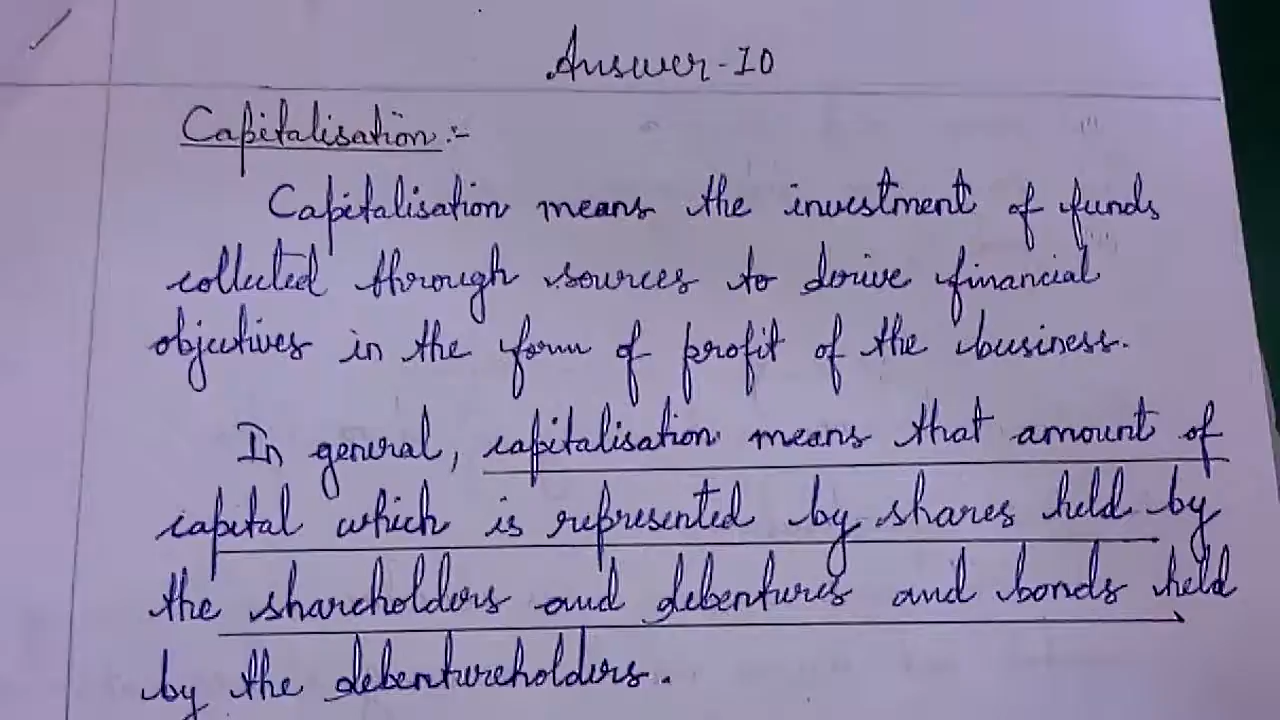 Answer-10
Capitalisation :-
Capitalisation means the investment of funds
collected through sources to derive financial
objectives in the form of profit of the business.
In general, capitalisation means that amount of
capital which is represented by shares held by
the shareholders and debentures and bonds held
by the debentureholders.